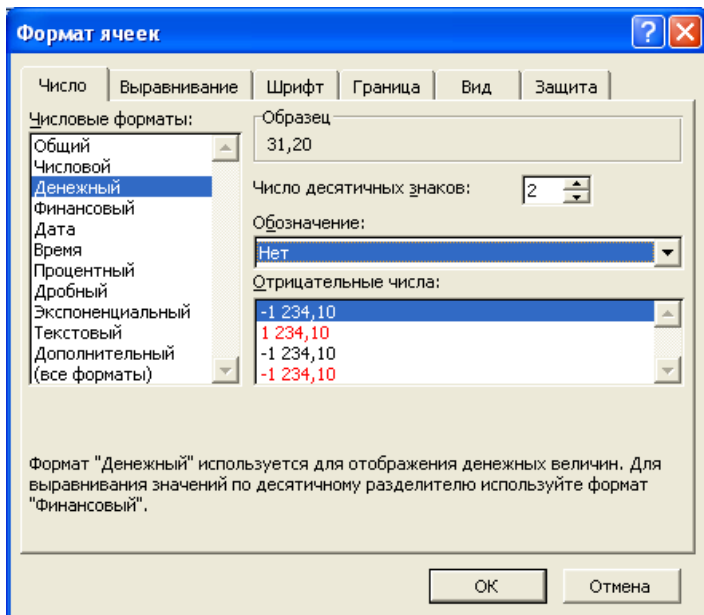 Формат ячеек
Число
Выравнивание
Шрифт
Граница
Вид
Защита
Числовые форматы:
Общий
Числовой
Денежный
Финансовый
Дата
Время
Процентный
Дробный
Экспоненциальный
Текстовый
Дополнительный
(все форматы)
Образец
31,20
Число десятичных знаков:
2
Обозначение:
Нет
Отрицательные числа:
-1 234,10
1 234,10
-1 234,10
-1 234,10
Формат "Денежный" используется для отображения денежных величин. Для
выравнивания значений по десятичному разделителю используйте формат
"Финансовый".
ОК
Отмена